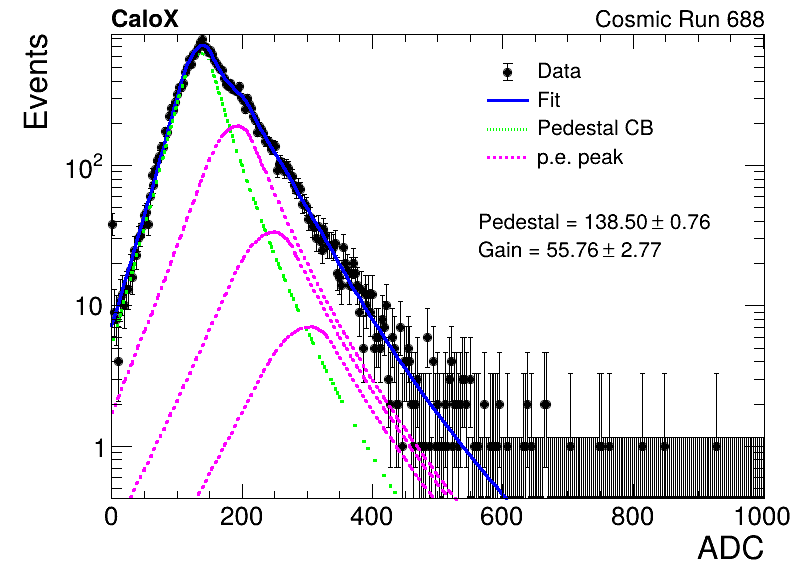 CaloX Cosmic Run 688
Events
Data
Fit
Pedestal CB
p.e. peak
Pedestal = 138.50 ± 0.76
Gain = 55.76 ± 2.77
10²
10
1
0 200 400 600 800 1000
ADC